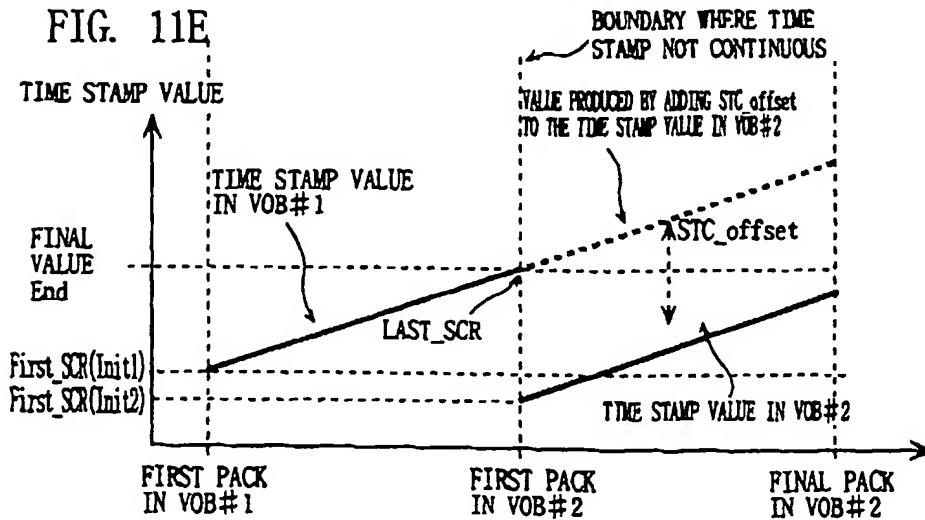 FIG. 11E
BOUNDARY WHERE TIME
STAMP NOT CONTINUOUS
TIME STAMP VALUE
VALUE PRODUCED BY ADDING STC_offset
TO THE TIME STAMP VALUE IN VOB#2
TIME STAMP VALUE
IN VOB#1
STC_offset
FINAL
VALUE
End
LAST_SCR
First_SCR(Init1)
First_SCR(Init2)
TIME STAMP VALUE IN VOB#2
FIRST PACK
IN VOB#1
FIRST PACK
IN VOB#2
FINAL PACK
IN VOB#2